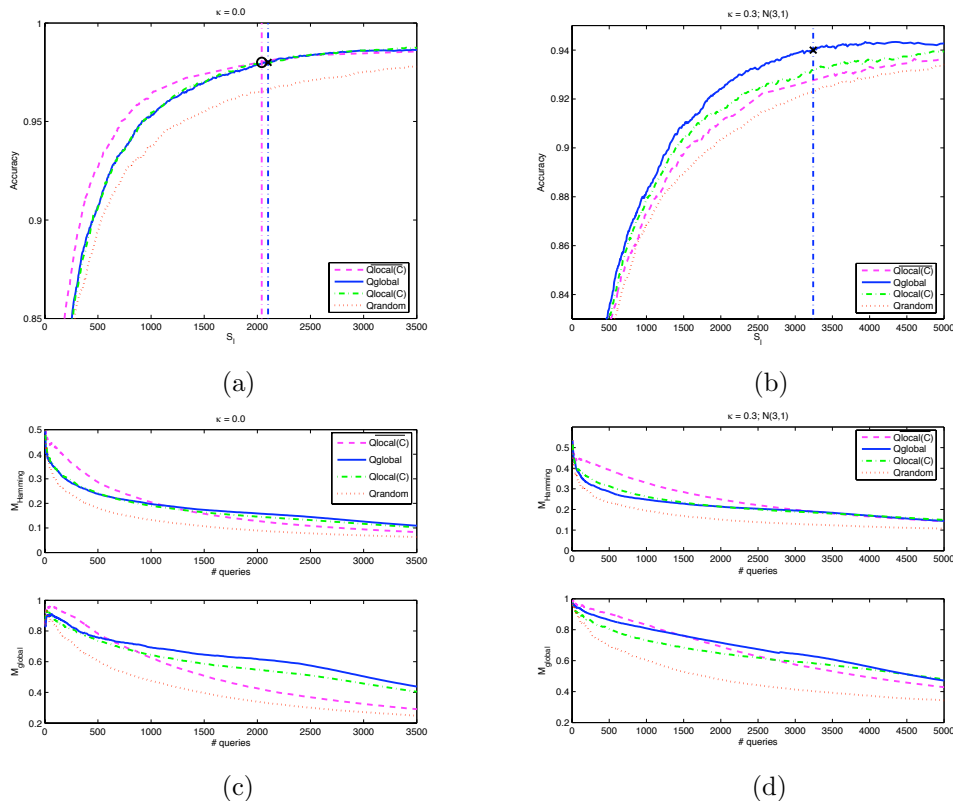 κ = 0.0
Accuracy
0.95
0.9
0.85
0 500 1000 1500 2000 2500 3000 3500
S_l
Qlocal(C̅)
Qglobal
Qlocal(C)
Qrandom
(a)
κ = 0.3; N(3,1)
Accuracy
0.94
0.92
0.9
0.88
0.86
0.84
0 500 1000 1500 2000 2500 3000 3500 4000 4500 5000
S_l
Qlocal(C̅)
Qglobal
Qlocal(C)
Qrandom
(b)
κ = 0.0
M_Hamming
0.5
0.4
0.3
0.2
0.1
0
0 500 1000 1500 2000 2500 3000 3500
# queries
Qlocal(C̅)
Qglobal
Qlocal(C)
Qrandom
M_global
1
0.8
0.6
0.4
0.2
0 500 1000 1500 2000 2500 3000 3500
# queries
(c)
κ = 0.3; N(3,1)
M_Hamming
0.5
0.4
0.3
0.2
0.1
0
0 500 1000 1500 2000 2500 3000 3500 4000 4500 5000
# queries
Qlocal(C̅)
Qglobal
Qlocal(C)
Qrandom
M_global
1
0.8
0.6
0.4
0.2
0 500 1000 1500 2000 2500 3000 3500 4000 4500 5000
# queries
(d)